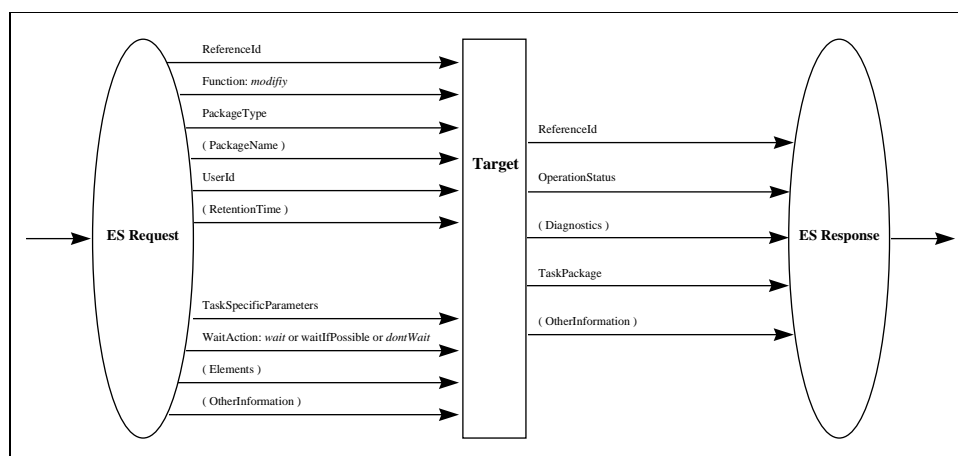 ReferenceId
Function: modifiy
PackageType
( PackageName )
UserId
( RetentionTime )
ES Request
TaskSpecificParameters
WaitAction: wait or waitIfPossible or dontWait
( Elements )
( OtherInformation )
Target
ReferenceId
OperationStatus
( Diagnostics )
TaskPackage
( OtherInformation )
ES Response